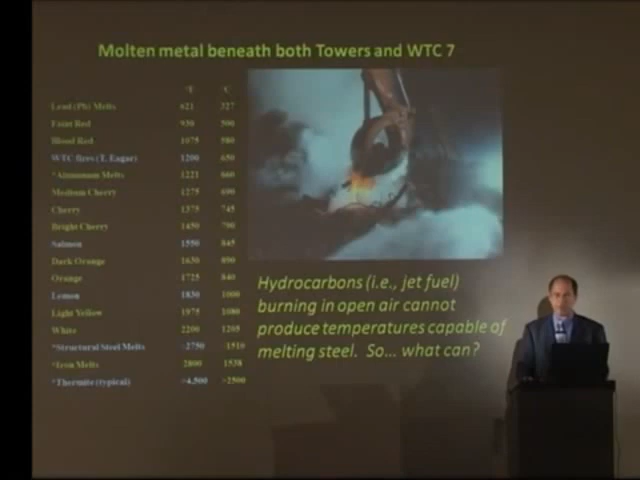 Molten metal beneath both Towers and WTC 7
°F °C
Lead (Pb) Melts 621 327
Faint Red 930 500
Blood Red 1075 580
WTC fires (T. Eagar) 1200 650
*Aluminum Melts 1221 660
Medium Cherry 1275 690
Cherry 1375 745
Bright Cherry 1450 790
Salmon 1550 845
Dark Orange 1630 890
Orange 1725
Lemon 1830 1000
Light Yellow 1975 1080
White 2200 1205
*Structural Steel Melts ~2750 ~1510
*Iron Melts 2800 1538
*Thermite (typical) >4,500 >2500
Hydrocarbons (i.e., jet fuel)
burning in open air cannot
produce temperatures capable of
melting steel. So... what can?